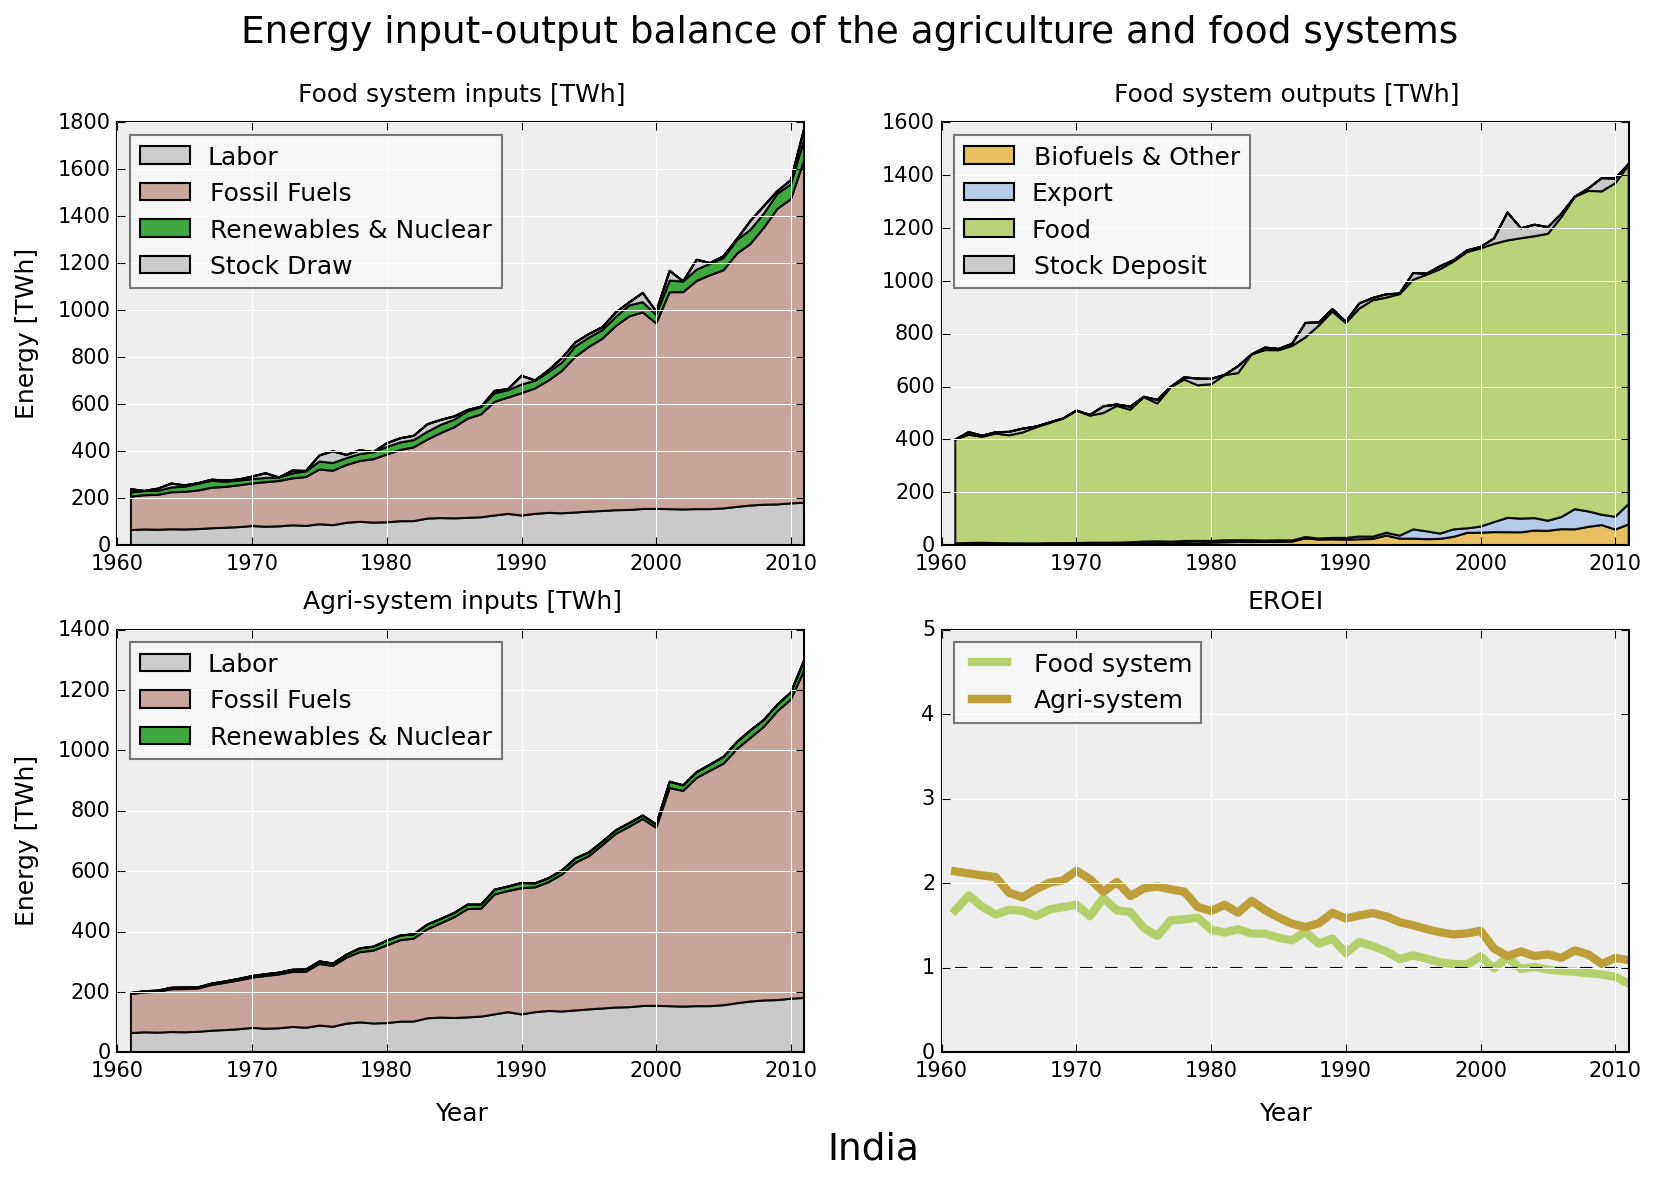 Energy input-output balance of the agriculture and food systems
Food system inputs [TWh]
Energy [TWh]
1800
1600
1400
1200
1000
800
600
400
200
0
1960 1970 1980 1990 2000 2010
Labor
Fossil Fuels
Renewables & Nuclear
Stock Draw
Food system outputs [TWh]
1600
1400
1200
1000
800
600
400
200
0
1960 1970 1980 1990 2000 2010
Biofuels & Other
Export
Food
Stock Deposit
Agri-system inputs [TWh]
Energy [TWh]
1400
1200
1000
800
600
400
200
0
1960 1970 1980 1990 2000 2010
Labor
Fossil Fuels
Renewables & Nuclear
Year
EROEI
5
4
3
2
1
0
1960 1970 1980 1990 2000 2010
Food system
Agri-system
Year
India